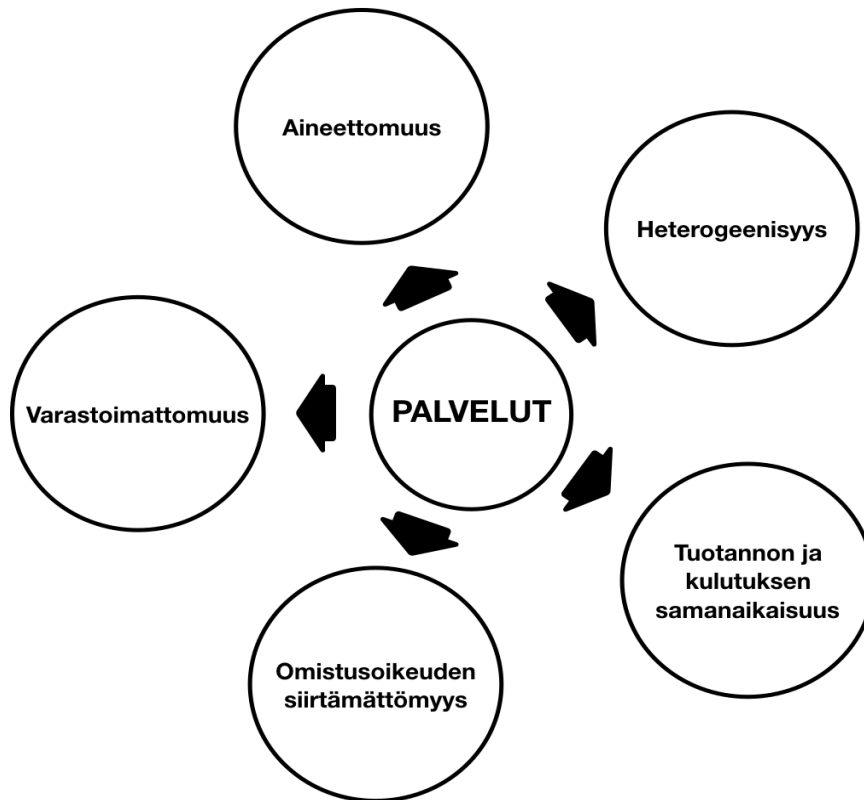 Aineettomuus
Heterogeenisyys
Varastoimattomuus
PALVELUT
Tuotannon ja
kulutuksen
samanaikaisuus
Omistusoikeuden
siirtämättömyys